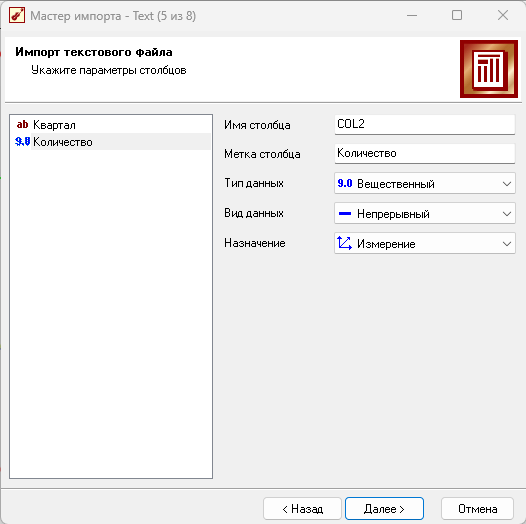 Мастер импорта - Text (5 из 8)
Импорт текстового файла
Укажите параметры столбцов
ab Квартал
9.0 Количество
Имя столбца COL2
Метка столбца Количество
Тип данных 9.0 Вещественный
Вид данных Непрерывный
Назначение Измерение
< Назад Далее > Отмена